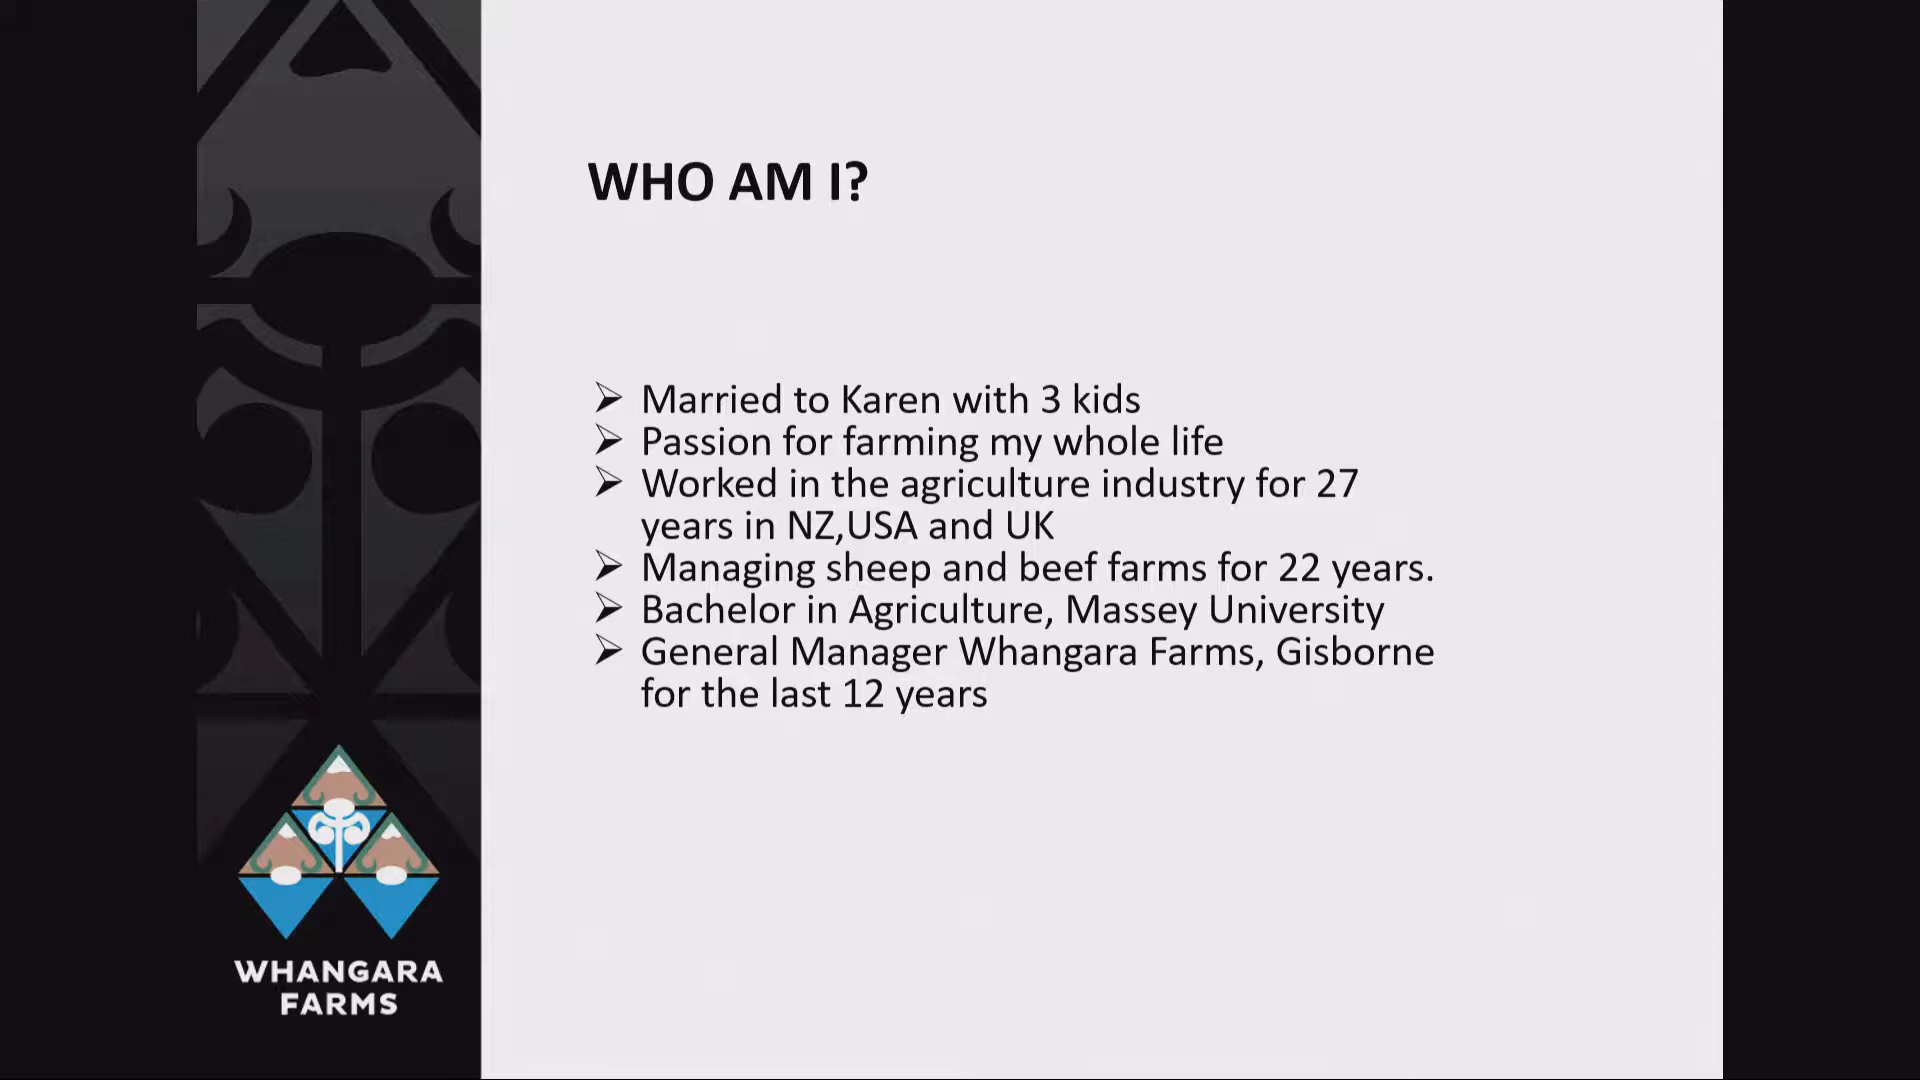 WHO AM I?
➢ Married to Karen with 3 kids
➢ Passion for farming my whole life
➢ Worked in the agriculture industry for 27
years in NZ,USA and UK
➢ Managing sheep and beef farms for 22 years.
➢ Bachelor in Agriculture, Massey University
➢ General Manager Whangara Farms, Gisborne
for the last 12 years
WHANGARA
FARMS